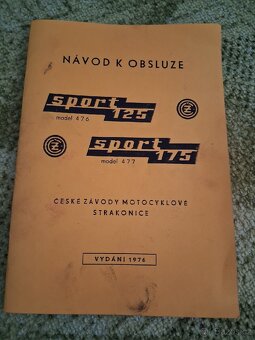 NÁVOD K OBSLUZE
sport 125
model 476
ČZ
ČZ
sport 175
model 477
ČESKÉ ZÁVODY MOTOCYKLOVÉ
STRAKONICE
VYDÁNÍ 1976